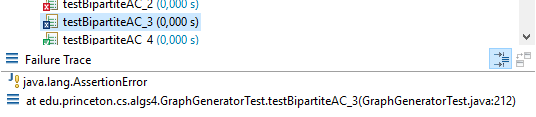 testBipartiteAC_2 (0,000 s)
testBipartiteAC_3 (0,000 s)
testBipartiteAC_4 (0,000 s)
Failure Trace
java.lang.AssertionError
at edu.princeton.cs.algs4.GraphGeneratorTest.testBipartiteAC_3(GraphGeneratorTest.java:212)